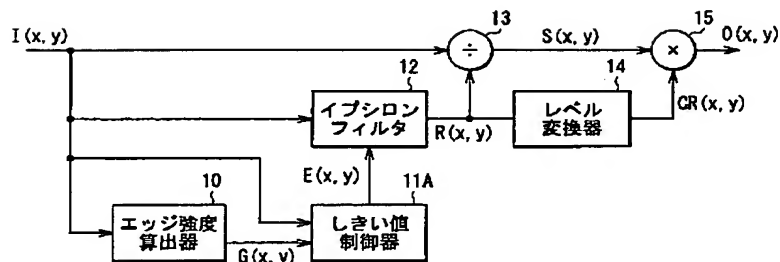 13
15
I(x,y)
÷
S(x,y)
×
O(x,y)
12
14
イプシロン
フィルタ
R(x,y)
レベル
変換器
CR(x,y)
E(x,y)
10
11A
エッジ強度
算出器
G(x,y)
しきい値
制御器